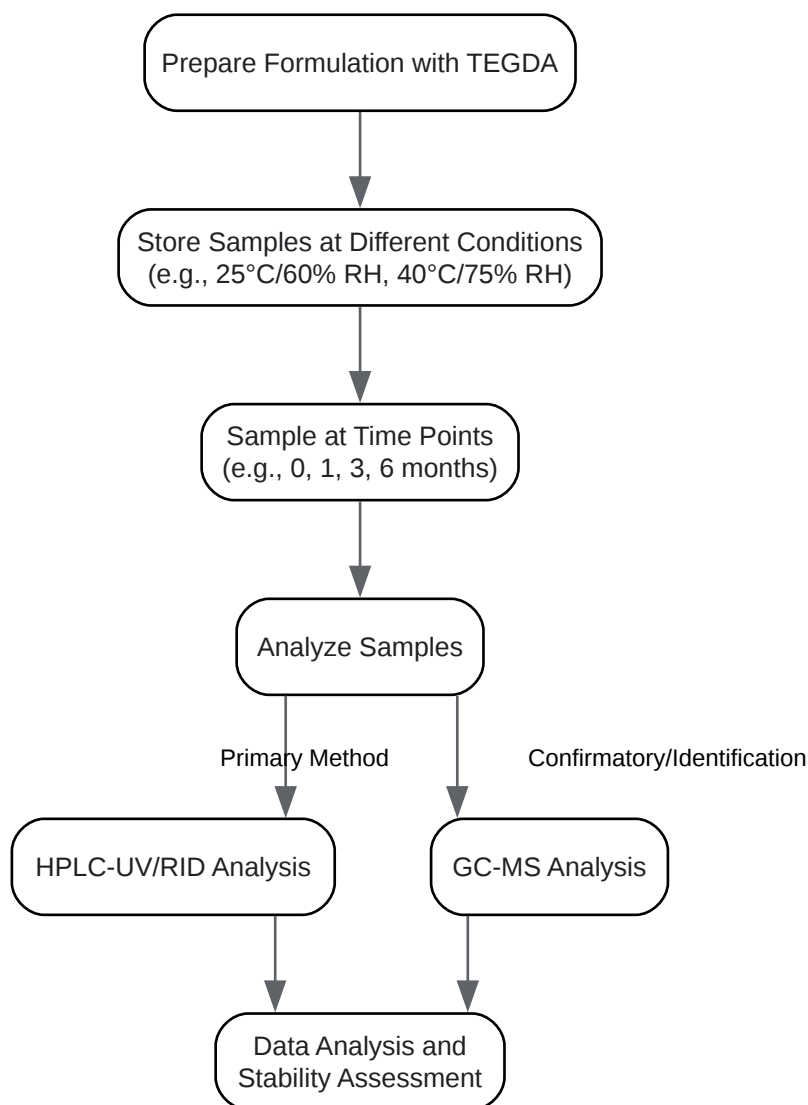 Prepare Formulation with TEGDA
Store Samples at Different Conditions
(e.g., 25°C/60% RH, 40°C/75% RH)
Sample at Time Points
(e.g., 0, 1, 3, 6 months)
Analyze Samples
Primary Method
Confirmatory/Identification
HPLC-UV/RID Analysis
GC-MS Analysis
Data Analysis and
Stability Assessment